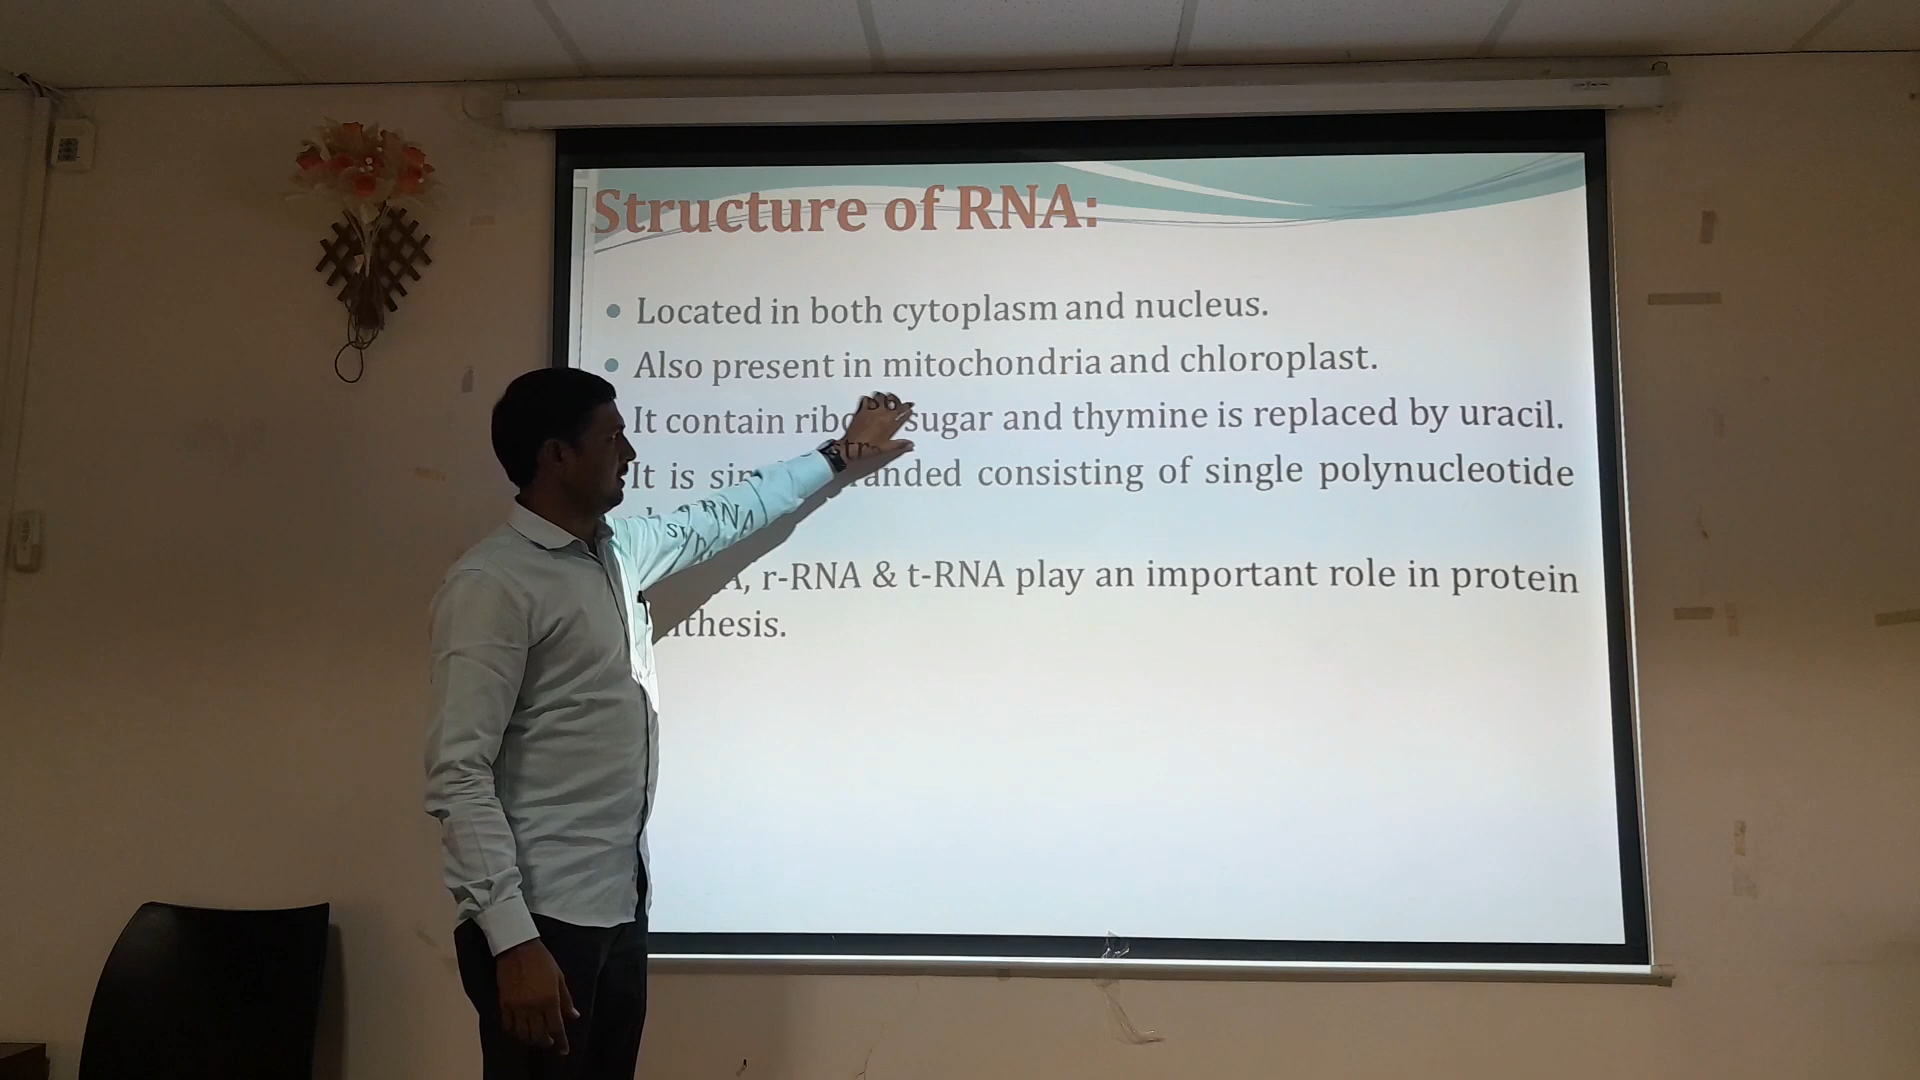 Structure of RNA:
Located in both cytoplasm and nucleus.
Also present in mitochondria and chloroplast.
It contain ribose sugar and thymine is replaced by uracil.
It is stranded consisting of single polynucleotide
r-RNA & t-RNA play an important role in protein
synthesis.